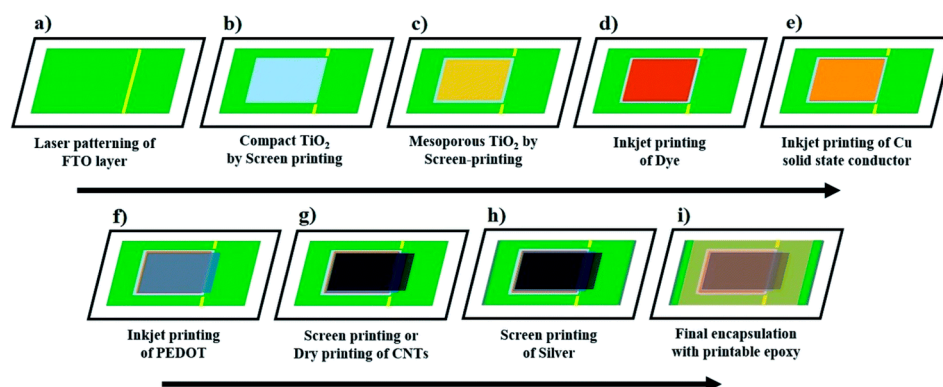 a)
b)
c)
d)
e)
Laser patterning of
FTO layer
Compact TiO₂
by Screen printing
Mesoporous TiO₂ by
Screen-printing
Inkjet printing
of Dye
Inkjet printing of Cu
solid state conductor
f)
g)
h)
i)
Inkjet printing
of PEDOT
Screen printing or
Dry printing of CNTs
Screen printing
of Silver
Final encapsulation
with printable epoxy